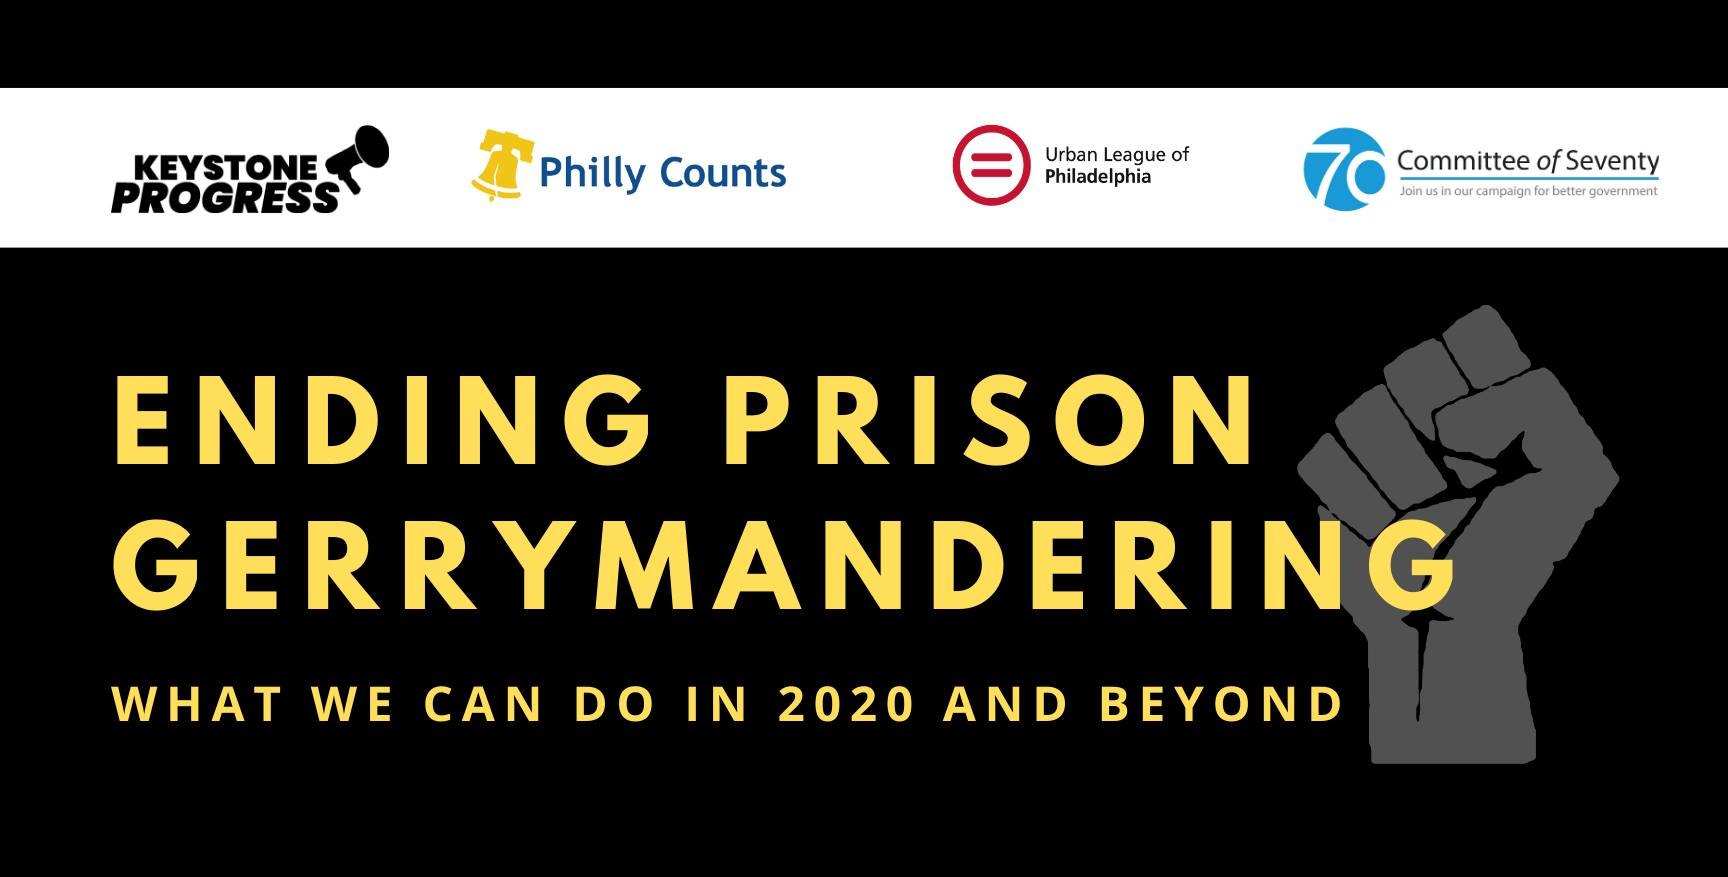 KEYSTONE
PROGRESS
Philly Counts
Urban League of
Philadelphia
70
Committee of Seventy
Join us in our campaign for better government
ENDING PRISON
GERRYMANDERING
WHAT WE CAN DO IN 2020 AND BEYOND